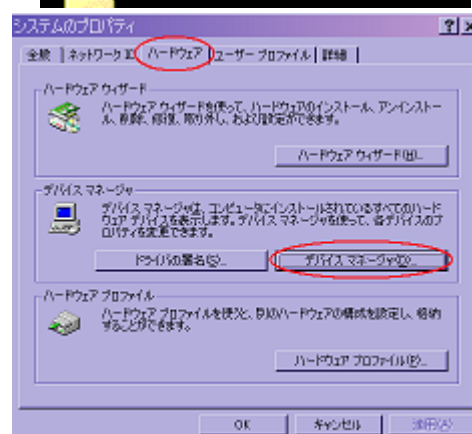 システムのプロパティ
全般 ネットワーク ID ハードウェア ユーザー プロファイル 詳細
ハードウェア ウィザード
ハードウェア ウィザードを使って、ハードウェアのインストール、アンインストー
ル、削除、修復、取り外し、および設定ができます。
ハードウェア ウィザード(H)...
デバイス マネージャ
デバイス マネージャは、コンピュータにインストールされているすべてのハード
ウェア デバイスを表示します。デバイス マネージャを使って、各デバイスのプ
ロパティを変更できます。
ドライバの署名(S)... デバイス マネージャ(D)...
ハードウェア プロファイル
ハードウェア プロファイルを使うと、別のハードウェアの構成を設定し、格納
することができます。
ハードウェア プロファイル(P)...
OK キャンセル 適用(A)